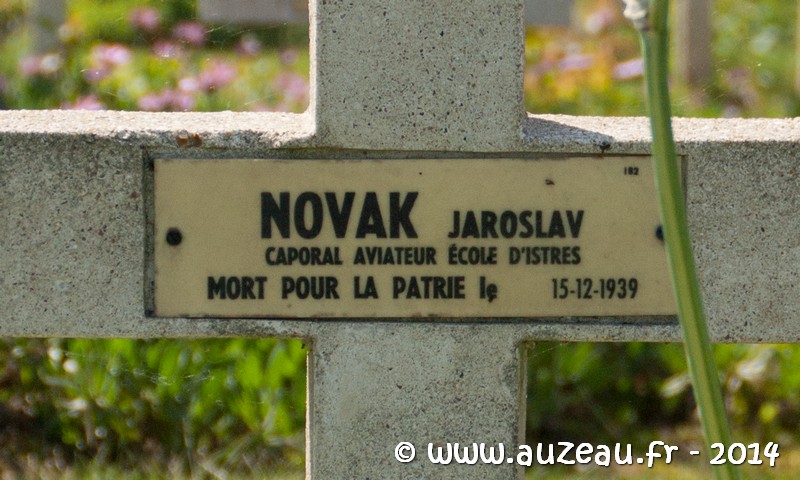 182
NOVAK JAROSLAV
CAPORAL AVIATEUR ÉCOLE D'ISTRES
MORT POUR LA PATRIE le 15-12-1939
© www.auzeau.fr - 2014